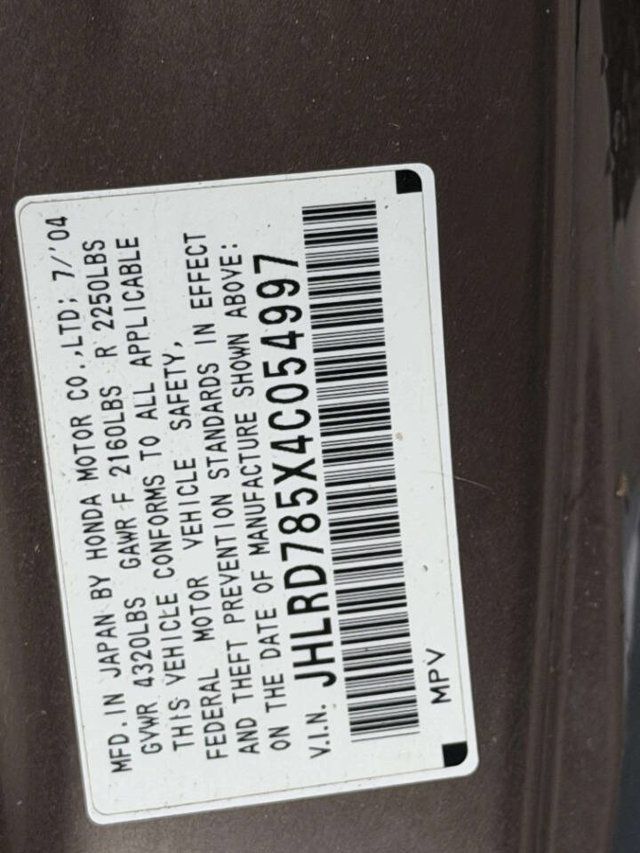 MFD. IN JAPAN BY HONDA MOTOR CO.,LTD; 7/'04
GVWR 4320LBS GAWR F 2160LBS R 2250LBS
THIS VEHICLE CONFORMS TO ALL APPLICABLE
FEDERAL MOTOR VEHICLE SAFETY,
AND THEFT PREVENTION STANDARDS IN EFFECT
ON THE DATE OF MANUFACTURE SHOWN ABOVE:
V.I.N. JHLRD785X4C054997
MPV